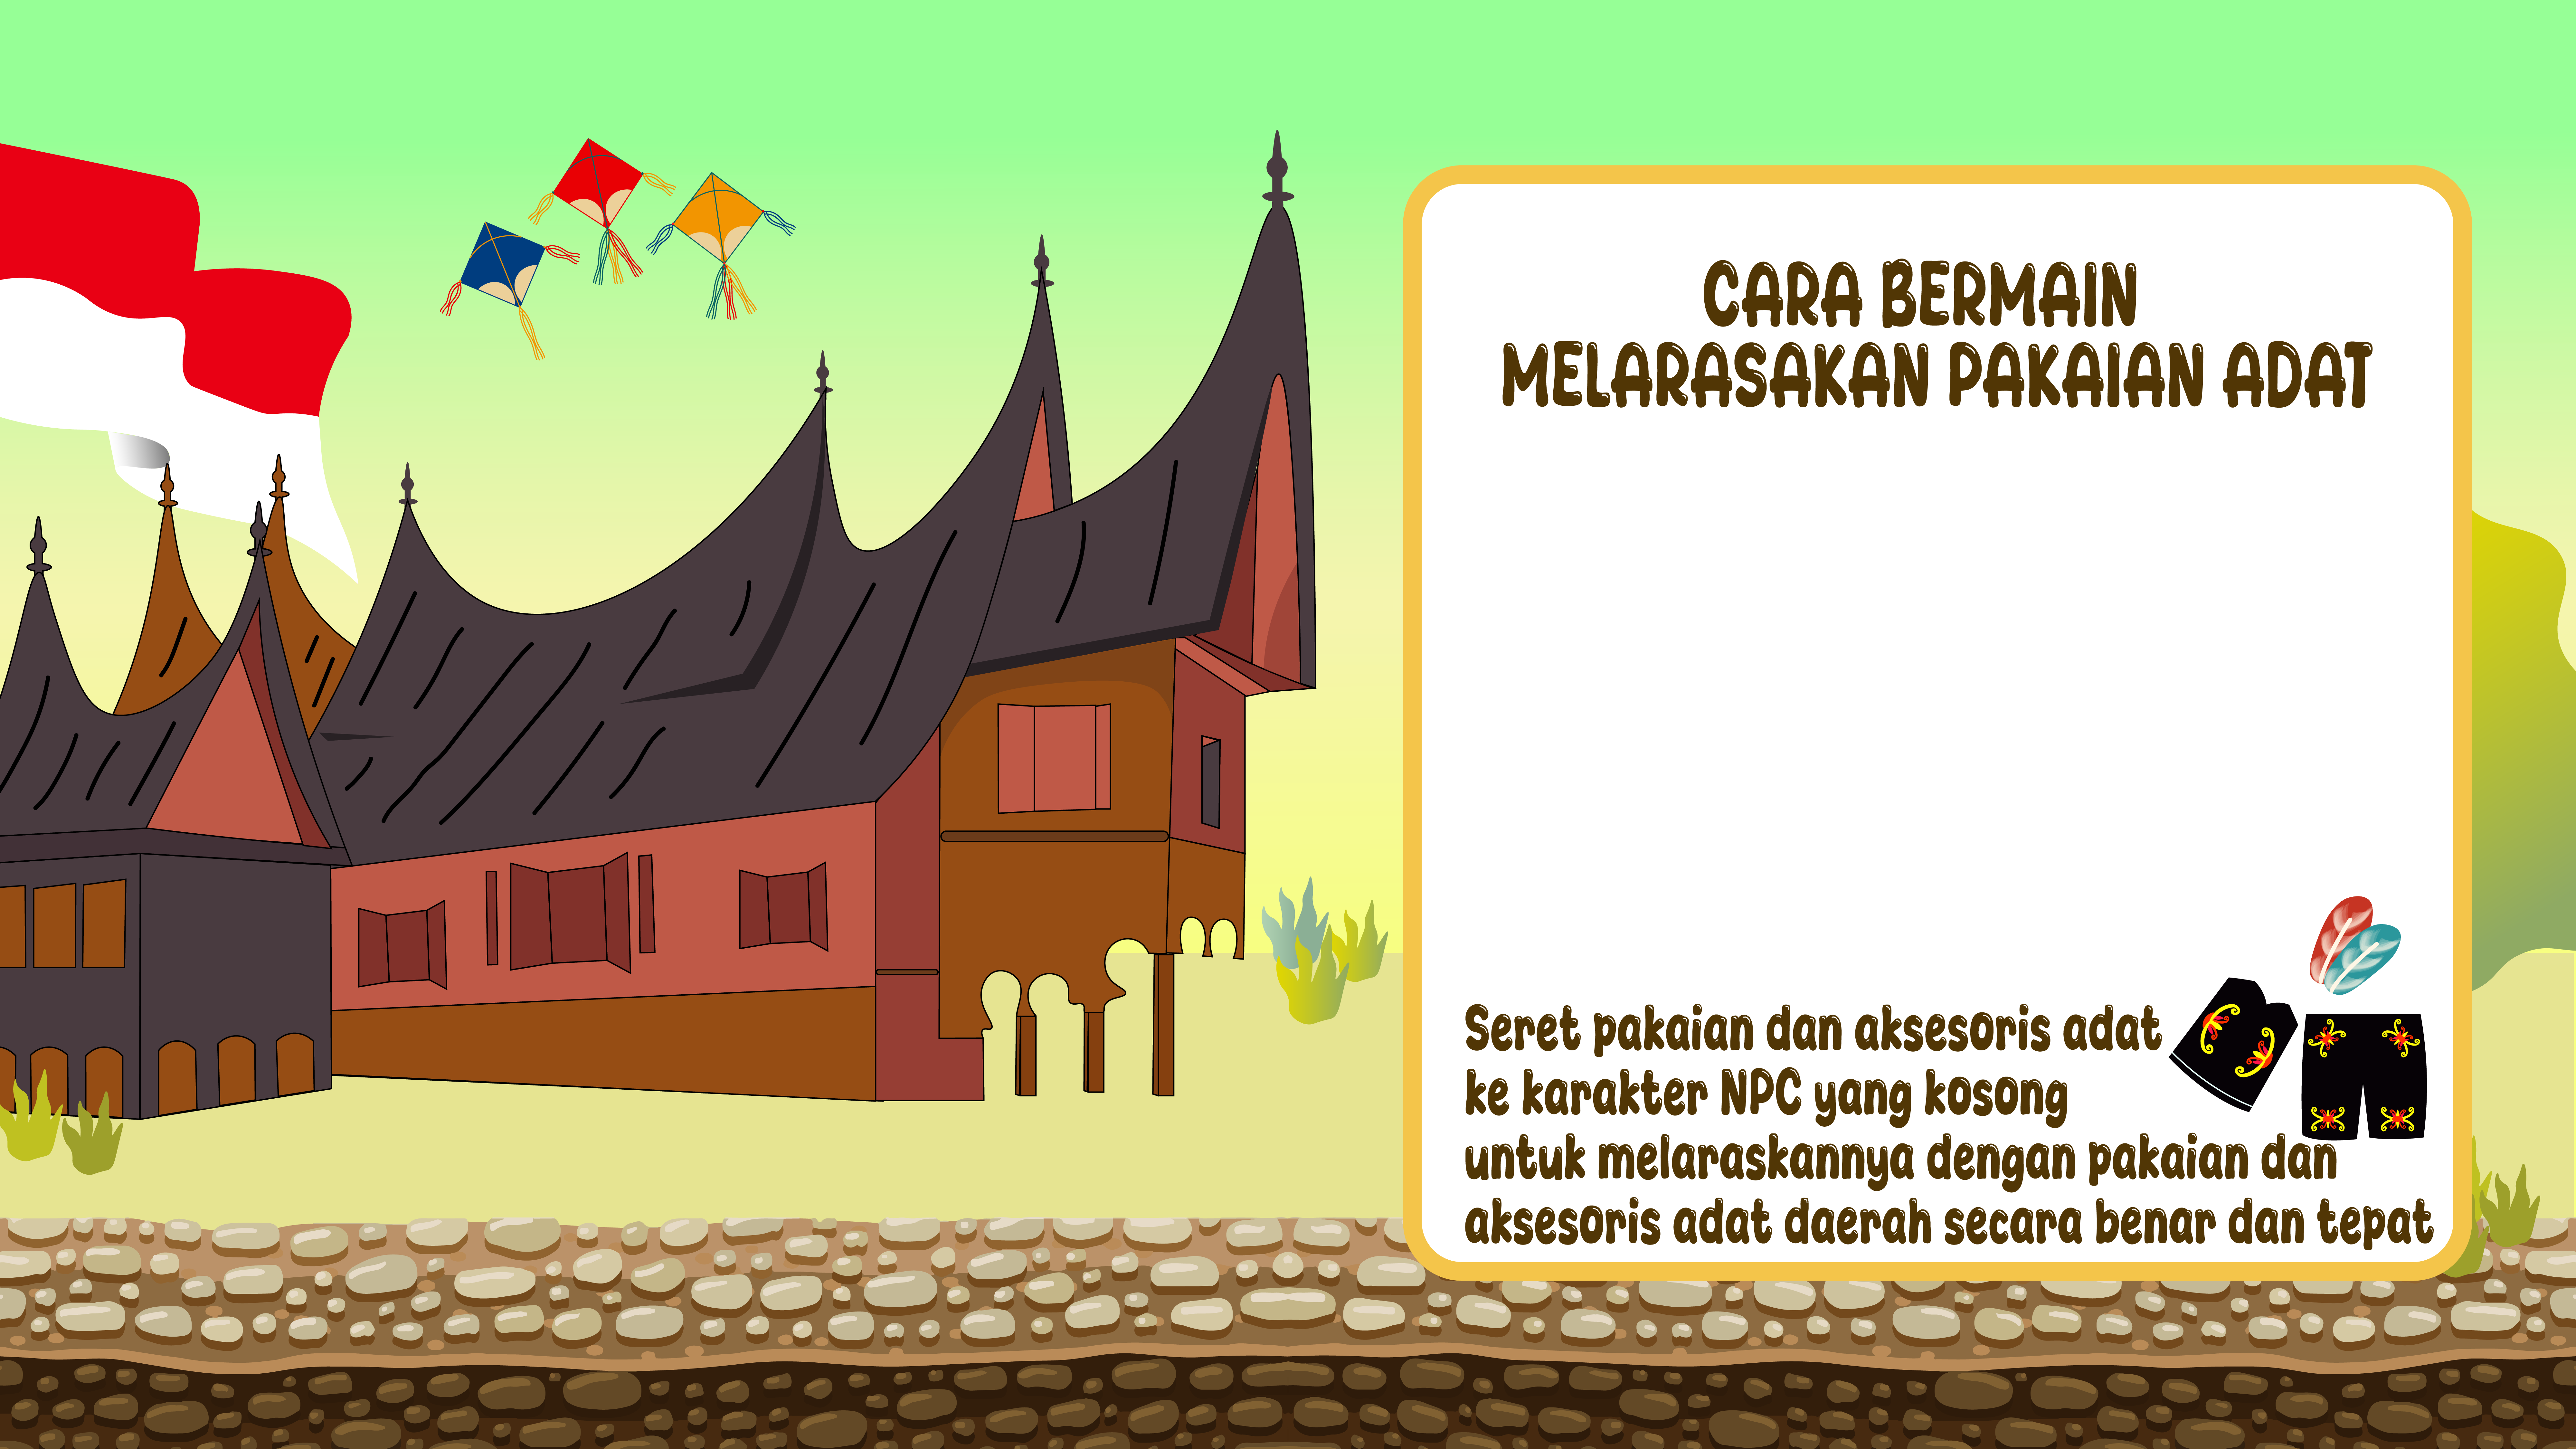 CARA BERMAIN
MELARASAKAN PAKAIAN ADAT
Seret pakaian dan aksesoris adat
ke karakter NPC yang kosong
untuk melaraskannya dengan pakaian dan
aksesoris adat daerah secara benar dan tepat